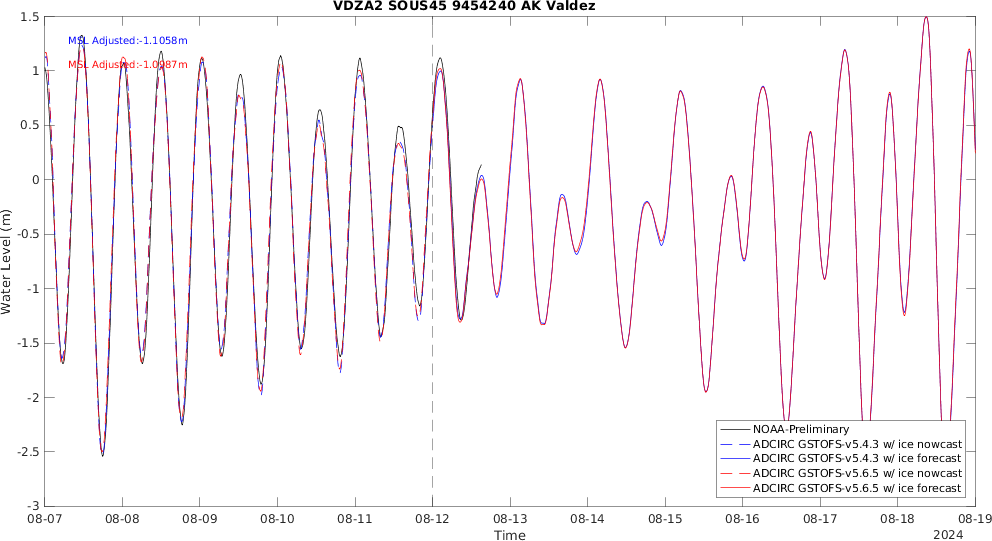 VDZA2 SOUS45 9454240 AK Valdez
MSL Adjusted:-1.1058m
MSL Adjusted:-1.0987m
1.5
1
0.5
0
-0.5
-1
-1.5
-2
-2.5
-3
Water Level (m)
NOAA-Preliminary
ADCIRC GSTOFS-v5.4.3 w/ ice nowcast
ADCIRC GSTOFS-v5.4.3 w/ ice forecast
ADCIRC GSTOFS-v5.6.5 w/ ice nowcast
ADCIRC GSTOFS-v5.6.5 w/ ice forecast
08-07 08-08 08-09 08-10 08-11 08-12 08-13 08-14 08-15 08-16 08-17 08-18 08-19
Time
2024